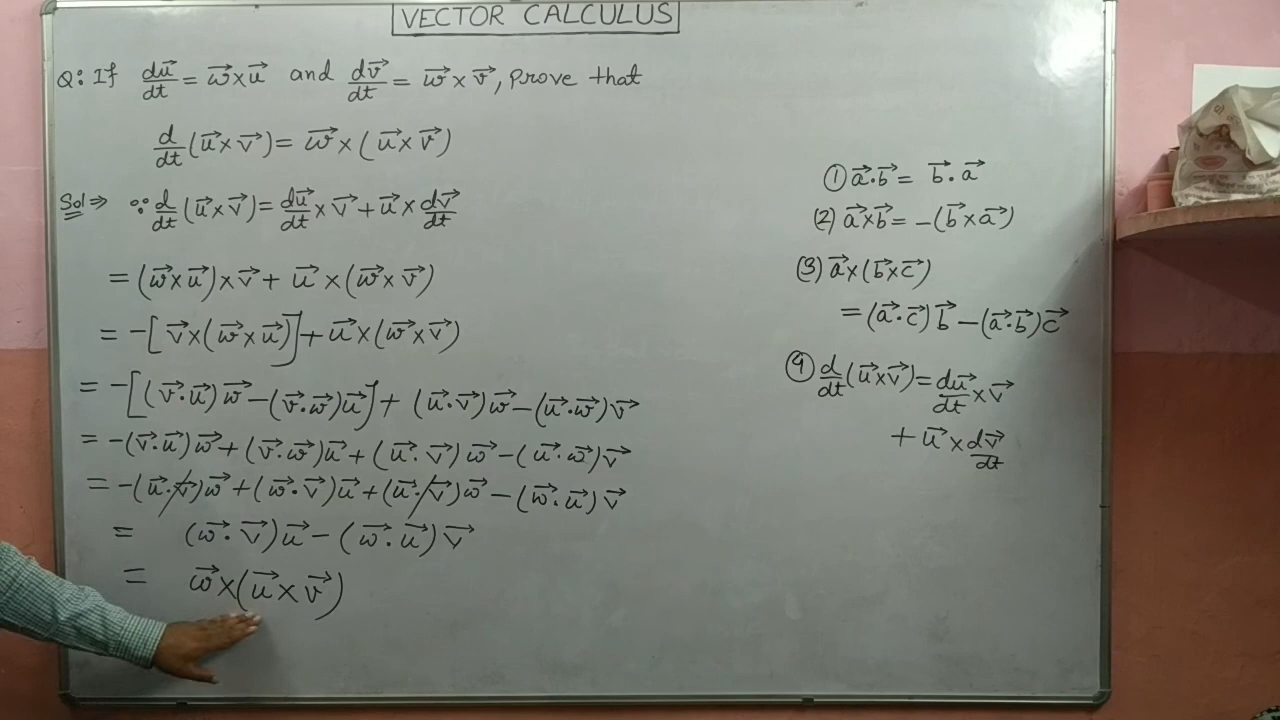 VECTOR CALCULUS
Q: If du⃗/dt = w⃗×u⃗ and dv⃗/dt = w⃗×v⃗, prove that
d/dt(u⃗×v⃗) = w⃗×(u⃗×v⃗)
Sol ⇒ ∵ d/dt(u⃗×v⃗) = du⃗/dt×v⃗+u⃗×dv⃗/dt
= (w⃗×u⃗)×v⃗+ u⃗×(w⃗×v⃗)
= -[v⃗×(w⃗×u⃗)]+u⃗×(w⃗×v⃗)
= -[(v⃗.u⃗)w⃗-(v⃗.w⃗)u⃗]+ (u⃗.v⃗)w⃗-(u⃗.w⃗)v⃗
= -(v⃗.u⃗)w⃗+(v⃗.w⃗)u⃗+(u⃗.v⃗)w⃗-(u⃗.w⃗)v⃗
= -(u⃗.v⃗)w⃗+(w⃗.v⃗)u⃗+(u⃗.v⃗)w⃗-(w⃗.u⃗)v⃗
= (w⃗.v⃗)u⃗-(w⃗.u⃗)v⃗
= w⃗×(u⃗×v⃗)
① a⃗.b⃗ = b⃗.a⃗
(2) a⃗×b⃗ = -(b⃗×a⃗)
(3) a⃗×(b⃗×c⃗)
= (a⃗.c⃗)b⃗-(a⃗.b⃗)c⃗
④ d/dt(u⃗×v⃗) = du⃗/dt×v⃗
+ u⃗×dv⃗/dt